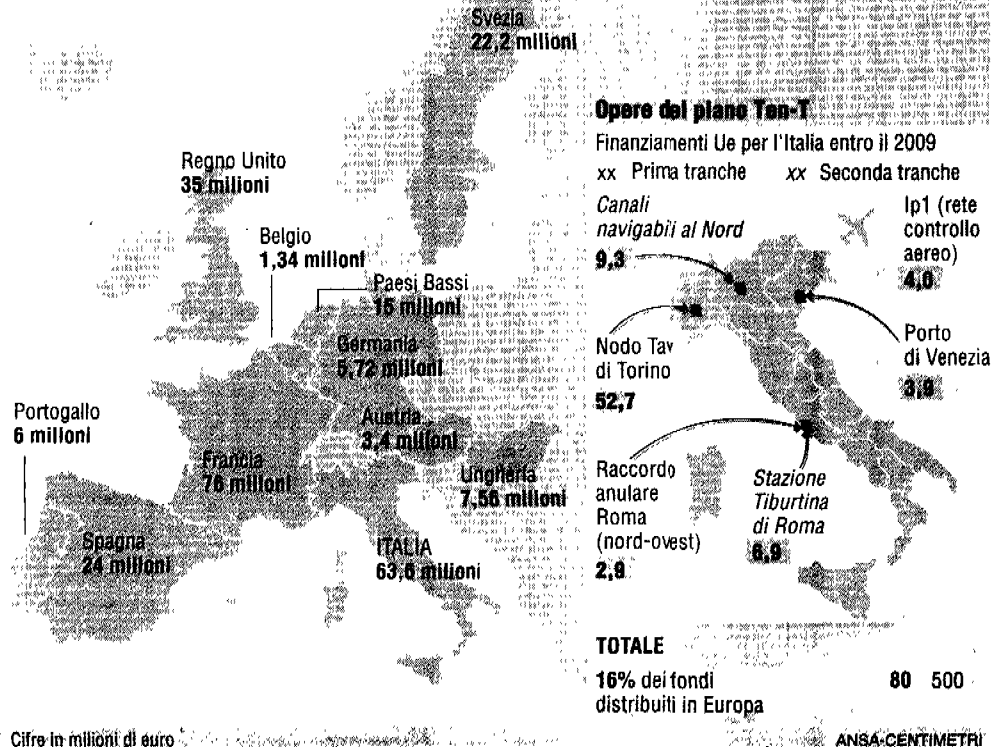 Svezia
22,2 milioni
Regno Unito
35 milioni
Belgio
1,34 milioni
Paesi Bassi
15 milioni
Germania
5,72 milioni
Portogallo
6 milioni
Austria
3,4 milioni
Francia
76 milioni
Ungheria
7,56 milioni
Spagna
24 milioni
ITALIA
63,6 milioni
Cifre in milioni di euro
Opere del piano Ten-T
Finanziamenti Ue per l'Italia entro il 2009
xx Prima tranche xx Seconda tranche
Canali
navigabili al Nord
9,3
Ip1 (rete
controllo
aereo)
4,0
Nodo Tav
di Torino
52,7
Porto
di Venezia
3,9
Raccordo
anulare
Roma
(nord-ovest)
2,9
Stazione
Tiburtina
di Roma
6,9
TOTALE
16% dei fondi
distribuiti in Europa
80 500
ANSA-CENTIMETRI